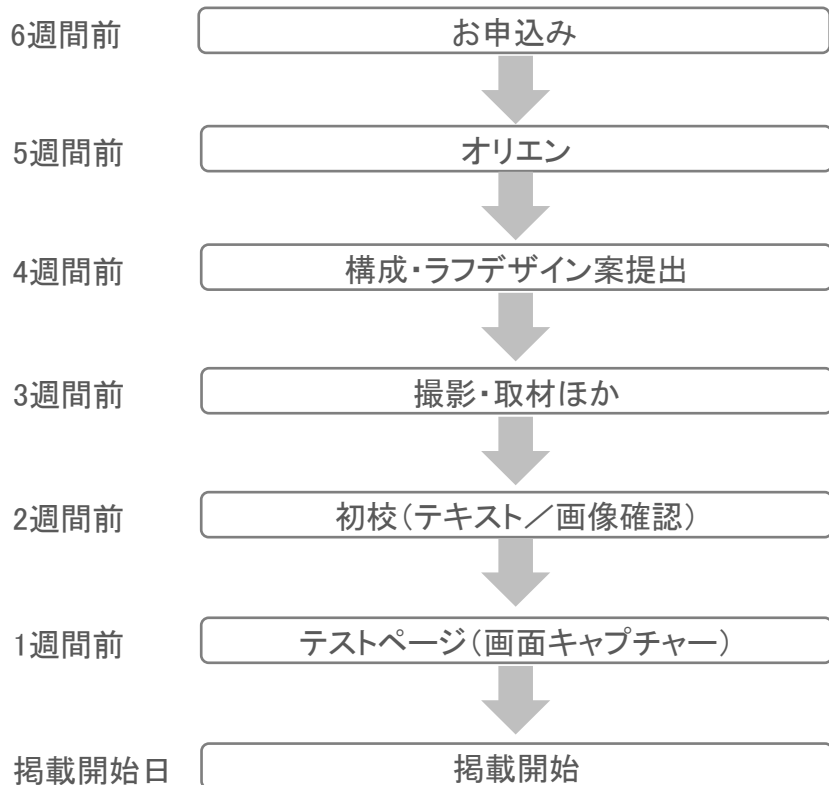 6週間前 お申込み
5週間前 オリエン
4週間前 構成・ラフデザイン案提出
3週間前 撮影・取材ほか
2週間前 初校(テキスト/画像確認)
1週間前 テストページ(画面キャプチャー)
掲載開始日 掲載開始